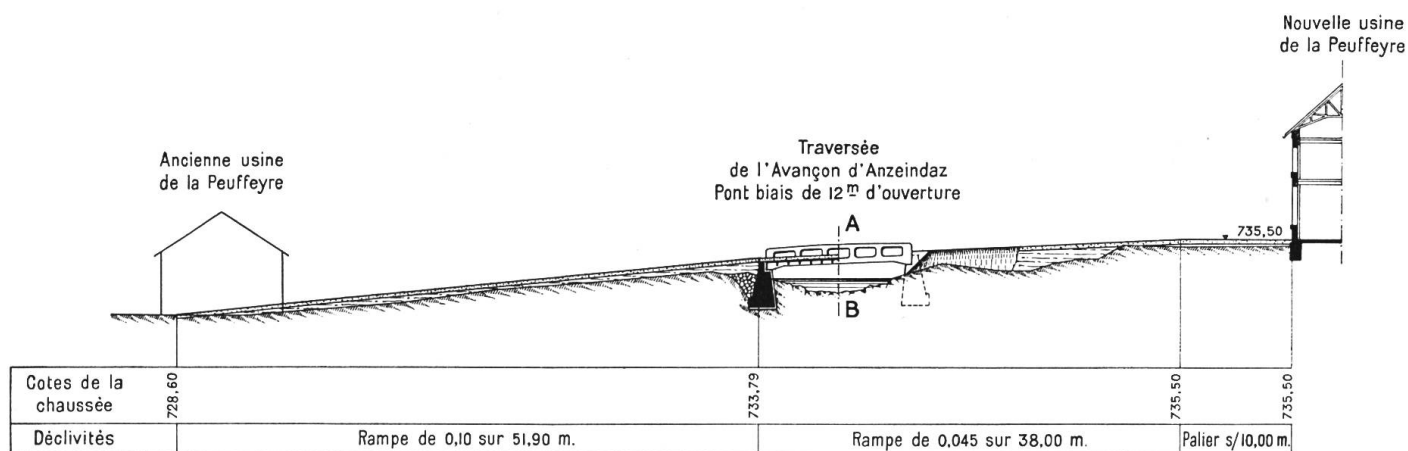 Nouvelle usine
de la Peuffeyre
Ancienne usine
de la Peuffeyre
Traversée
de l'Avançon d'Anzeindaz
Pont biais de 12m d'ouverture
A
B
735,50
Cotes de la
chaussée
728.60
733,79
735.50
735,50
Déclivités
Rampe de 0,10 sur 51,90 m.
Rampe de 0,045 sur 38,00 m.
Palier s/10,00 m.